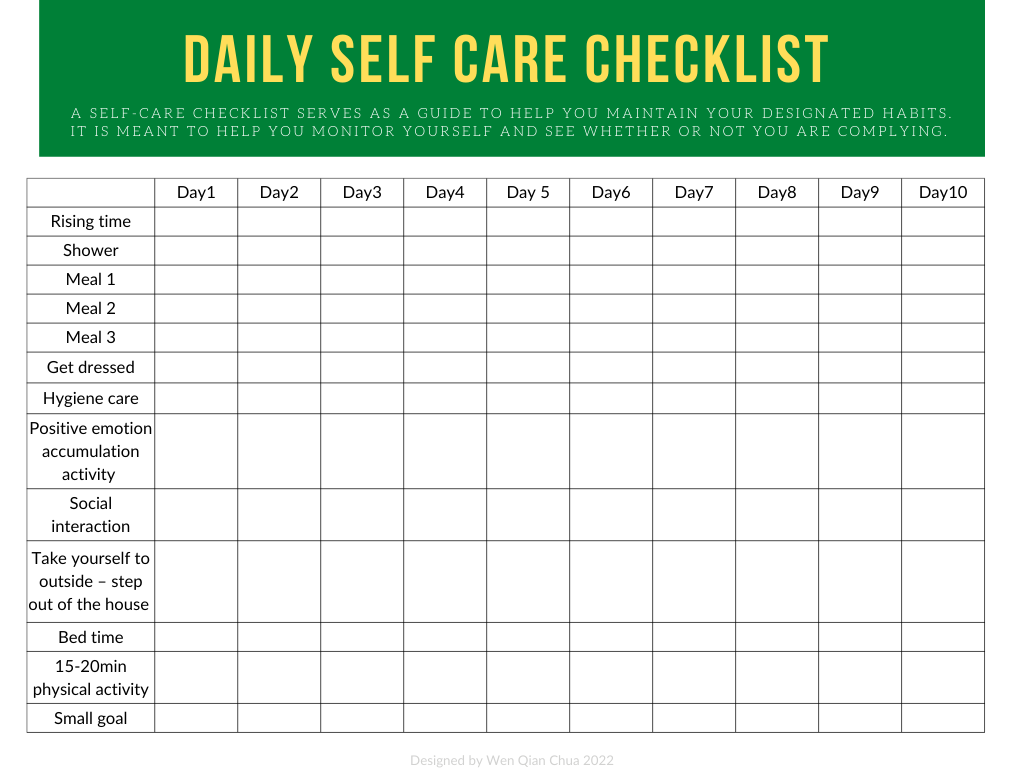 DAILY SELF CARE CHECKLIST
A SELF-CARE CHECKLIST SERVES AS A GUIDE TO HELP YOU MAINTAIN YOUR DESIGNATED HABITS.
IT IS MEANT TO HELP YOU MONITOR YOURSELF AND SEE WHETHER OR NOT YOU ARE COMPLYING.
Day1 Day2 Day3 Day4 Day 5 Day6 Day7 Day8 Day9 Day10
Rising time
Shower
Meal 1
Meal 2
Meal 3
Get dressed
Hygiene care
Positive emotion
accumulation
activity
Social
interaction
Take yourself to
outside – step
out of the house
Bed time
15-20min
physical activity
Small goal
Designed by Wen Qian Chua 2022